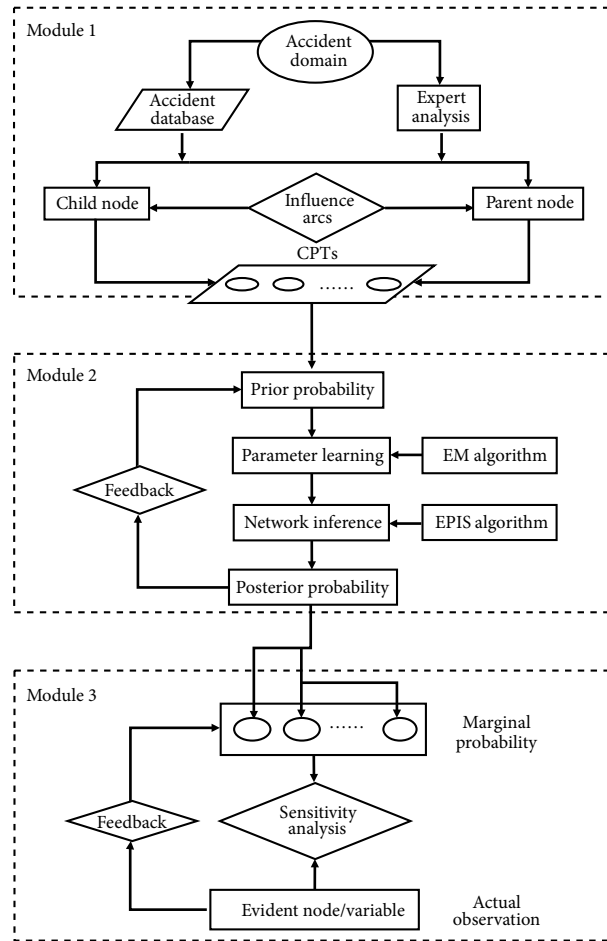 Module 1
Accident
domain
Accident
database
Expert
analysis
Child node
Influence
arcs
Parent node
CPTs
......
Module 2
Prior probability
Parameter learning
EM algorithm
Feedback
Network inference
EPIS algorithm
Posterior probability
Module 3
......
Marginal
probability
Feedback
Sensitivity
analysis
Evident node/variable
Actual
observation